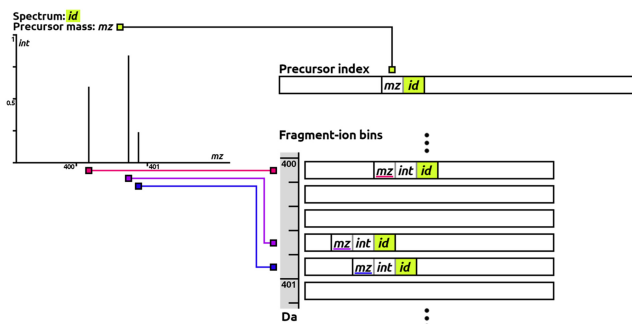 Spectrum: id
Precursor mass: mz
1
int
0.5
400
401
mz
Precursor index
mz id
Fragment-ion bins
400
mz int id
mz int id
mz int id
401
Da